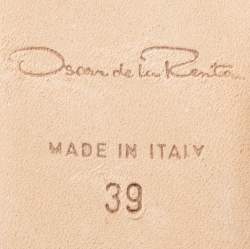 Oscar de la Renta
MADE IN ITALY
39